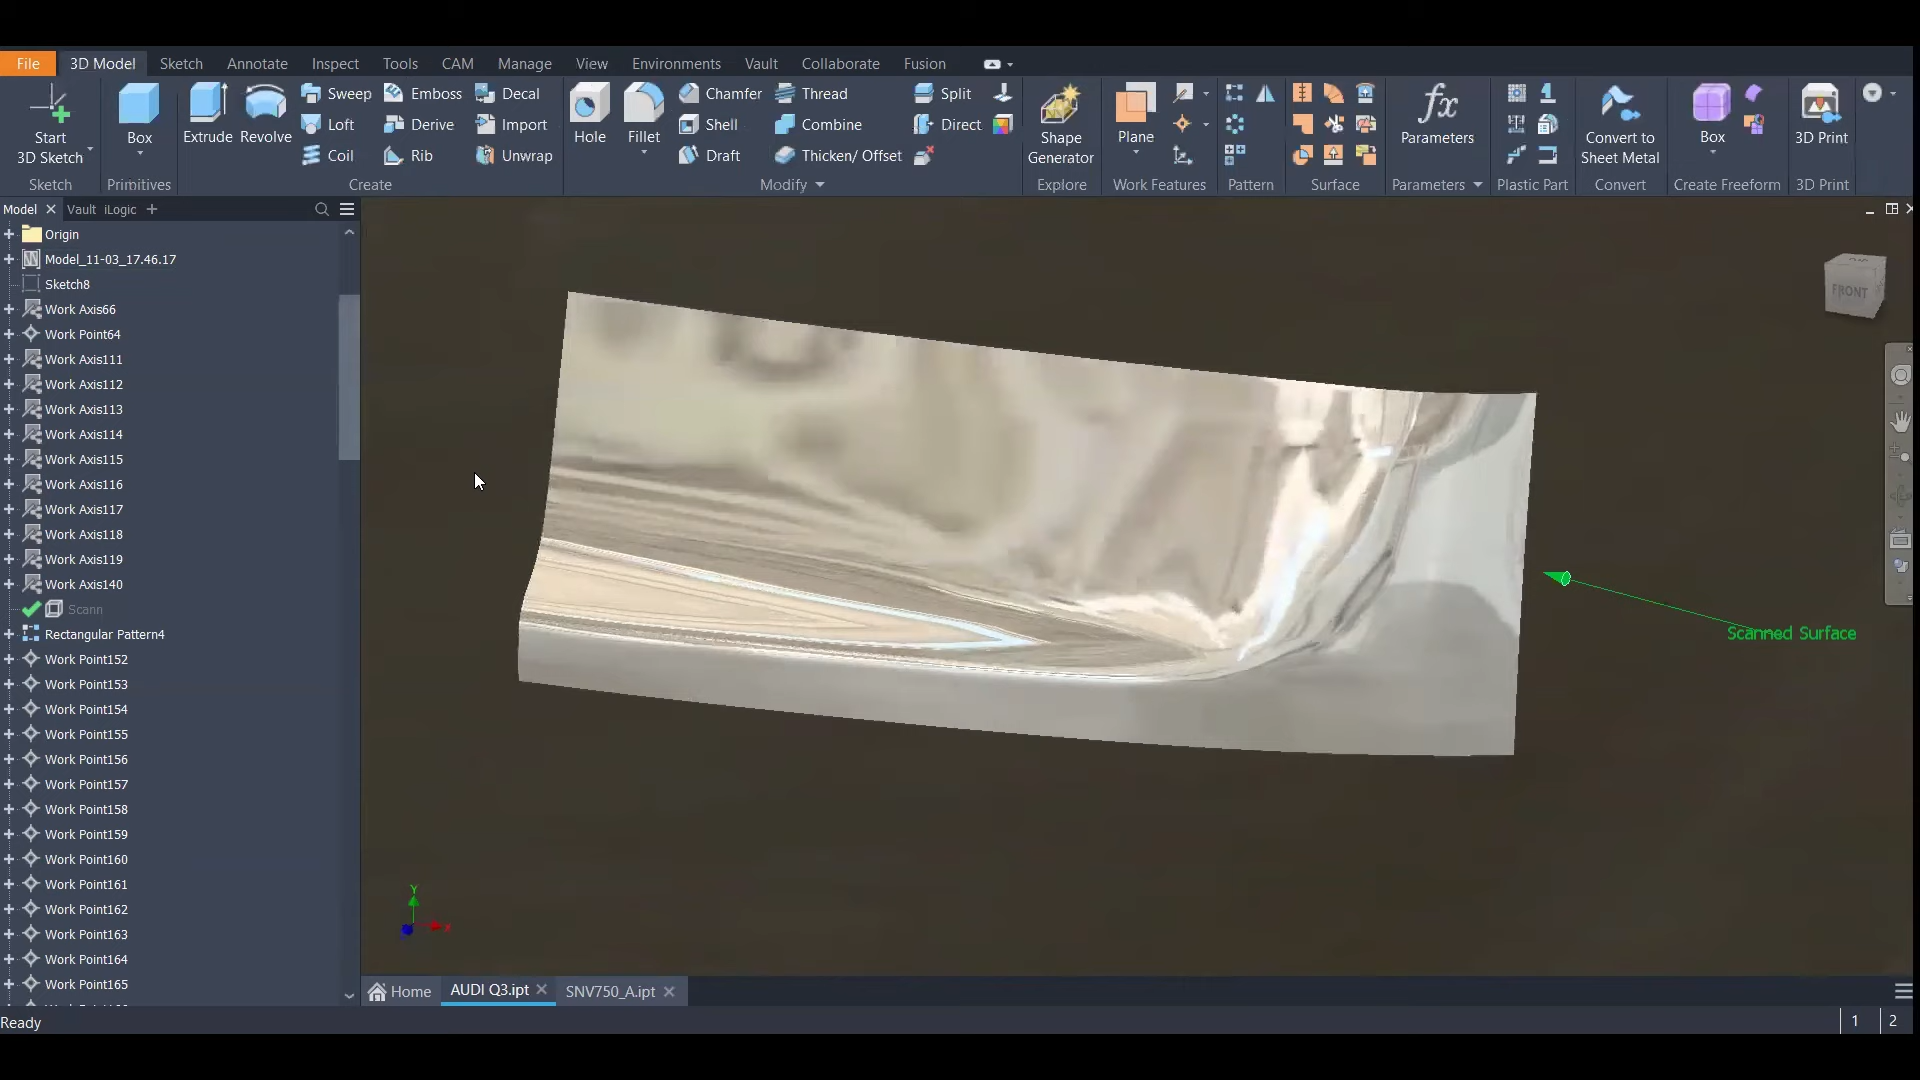 File 3D Model Sketch Annotate Inspect Tools CAM Manage View Environments Vault Collaborate Fusion
Start
3D Sketch
Sketch
Box
Primitives
Extrude
Revolve
Sweep
Emboss
Decal
Loft
Derive
Import
Coil
Rib
Unwrap
Create
Hole
Fillet
Chamfer
Thread
Split
Shell
Combine
Direct
Draft
Thicken/ Offset
Modify
Shape
Generator
Explore
Plane
Work Features
Pattern
Surface
fx
Parameters
Parameters
Plastic Part
Convert to
Sheet Metal
Convert
Box
Create Freeform
3D Print
3D Print
Model Vault iLogic
Origin
Model_11-03_17.46.17
Sketch8
Work Axis66
Work Point64
Work Axis111
Work Axis112
Work Axis113
Work Axis114
Work Axis115
Work Axis116
Work Axis117
Work Axis118
Work Axis119
Work Axis140
Scann
Rectangular Pattern4
Work Point152
Work Point153
Work Point154
Work Point155
Work Point156
Work Point157
Work Point158
Work Point159
Work Point160
Work Point161
Work Point162
Work Point163
Work Point164
Work Point165
FRONT
Scanned Surface
Y
X
Home AUDI Q3.ipt SNV750_A.ipt
Ready
1 2